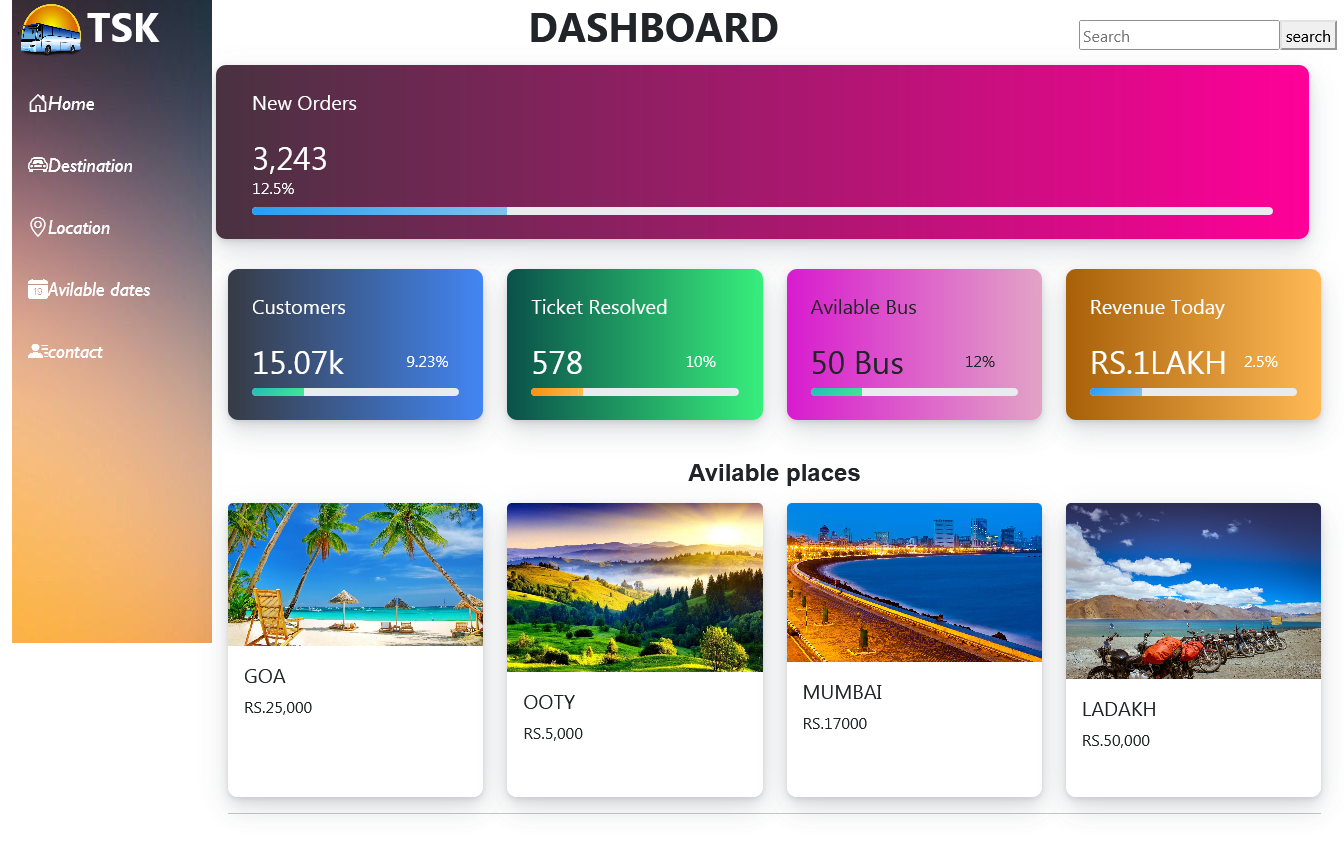 TSK
DASHBOARD
Search
search
Home
Destination
Location
19
Avilable dates
contact
New Orders
3,243
12.5%
Customers
15.07k
9.23%
Ticket Resolved
578
10%
Avilable Bus
50 Bus
12%
Revenue Today
RS.1LAKH
2.5%
Avilable places
GOA
RS.25,000
OOTY
RS.5,000
MUMBAI
RS.17000
LADAKH
RS.50,000